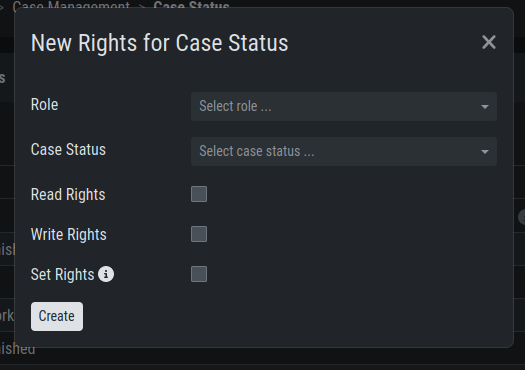 > Case Management > Case Status
New Rights for Case Status
×
s
Role
Select role ...
Case Status
Select case status ...
Read Rights
Write Rights
Set Rights i
Create
ished